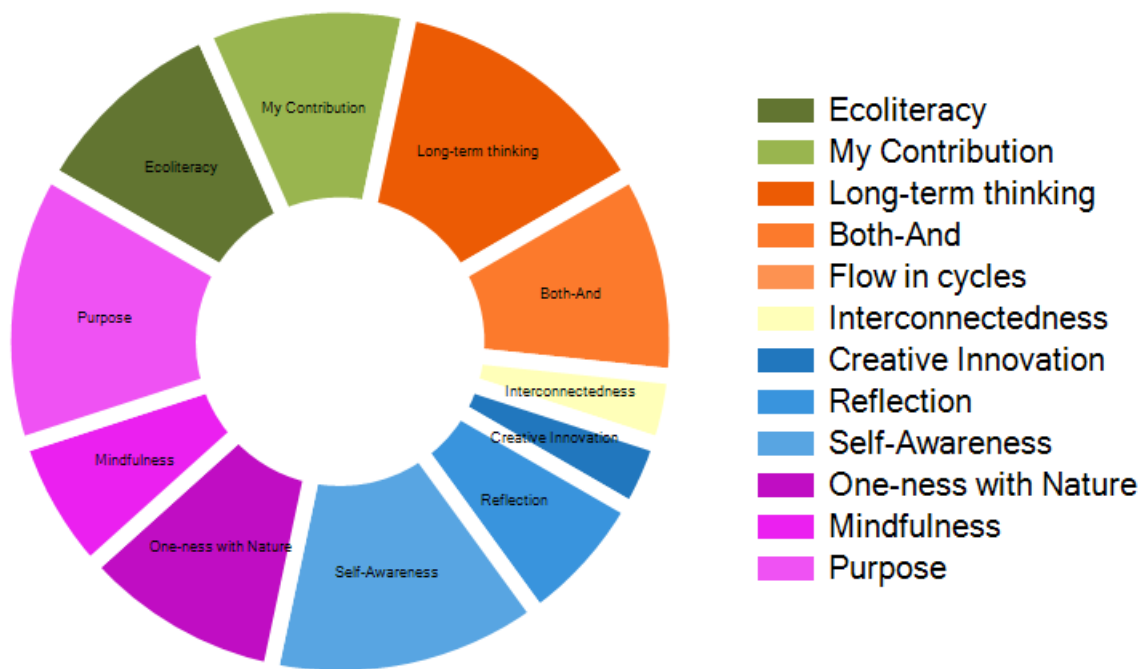 My Contribution
Long-term thinking
Ecoliteracy
Both-And
Purpose
Interconnectedness
Creative Innovation
Mindfulness
Reflection
One-ness with Nature
Self-Awareness
Ecoliteracy
My Contribution
Long-term thinking
Both-And
Flow in cycles
Interconnectedness
Creative Innovation
Reflection
Self-Awareness
One-ness with Nature
Mindfulness
Purpose